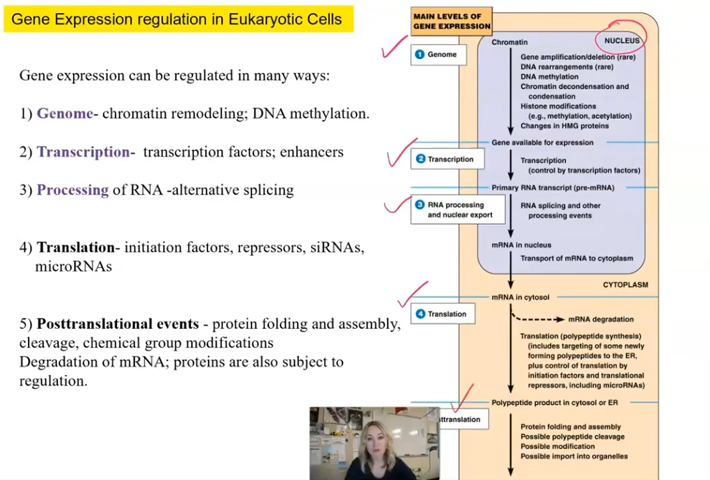 Gene Expression regulation in Eukaryotic Cells
Gene expression can be regulated in many ways:
1) Genome- chromatin remodeling; DNA methylation.
2) Transcription- transcription factors; enhancers
3) Processing of RNA -alternative splicing
4) Translation- initiation factors, repressors, siRNAs,
microRNAs
5) Posttranslational events - protein folding and assembly,
cleavage, chemical group modifications
Degradation of mRNA; proteins are also subject to
regulation.
MAIN LEVELS OF
GENE EXPRESSION
NUCLEUS
1 Genome
Chromatin
Gene amplification/deletion (rare)
DNA rearrangements (rare)
DNA methylation
Chromatin decondensation and
condensation
Histone modifications
(e.g., methylation, acetylation)
Changes in HMG proteins
Gene available for expression
2 Transcription
Transcription
(control by transcription factors)
Primary RNA transcript (pre-mRNA)
3 RNA processing
and nuclear export
RNA splicing and other
processing events
mRNA in nucleus
Transport of mRNA to cytoplasm
CYTOPLASM
mRNA in cytosol
4 Translation
mRNA degradation
Translation (polypeptide synthesis)
(includes targeting of some newly
forming polypeptides to the ER,
plus control of translation by
initiation factors and translational
repressors, including microRNAs)
Polypeptide product in cytosol or ER
ttranslation
Protein folding and assembly
Possible polypeptide cleavage
Possible modification
Possible import into organelles